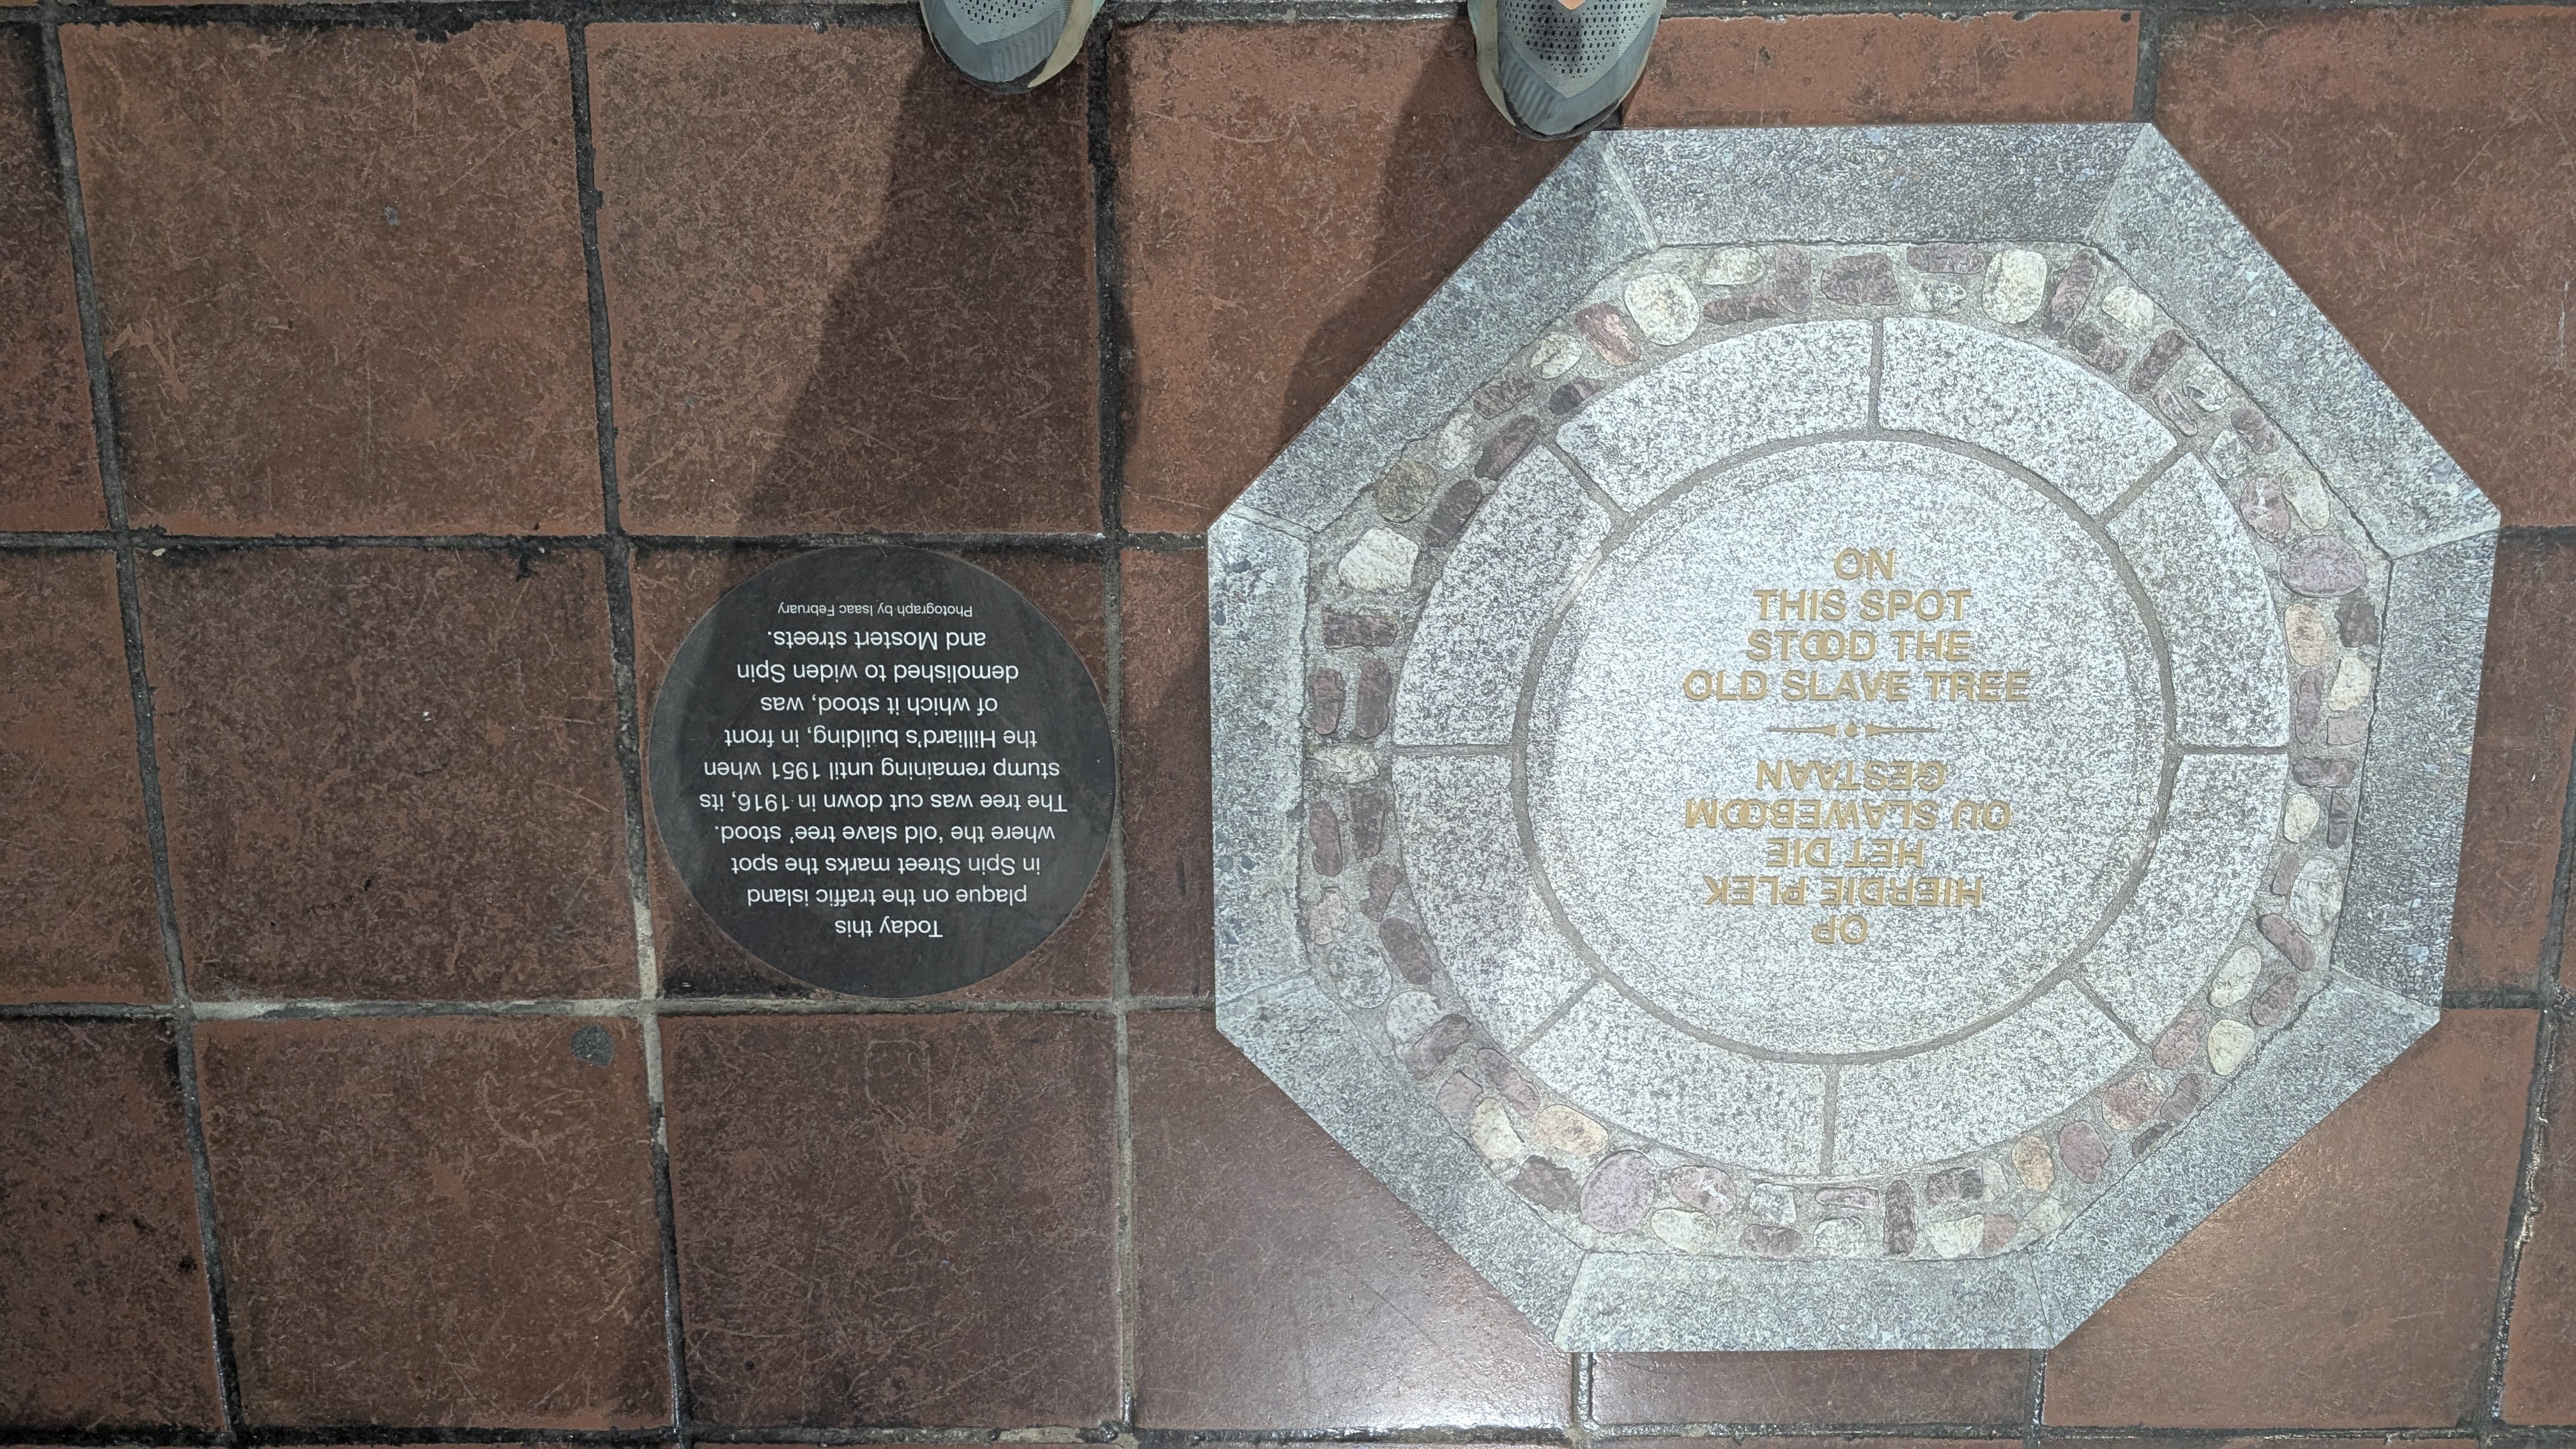 Today this
plaque on the traffic island
in Spin Street marks the spot
where the 'old slave tree' stood.
The tree was cut down in 1916, its
stump remaining until 1951 when
the Hilliard's building, in front
of which it stood, was
demolished to widen Spin
and Mostert streets.
Photograph by Isaac February
ON
THIS SPOT
STOOD THE
OLD SLAVE TREE
OP
HIERDIE PLEK
HET DIE
OU SLAWEBOOM
GESTAAN